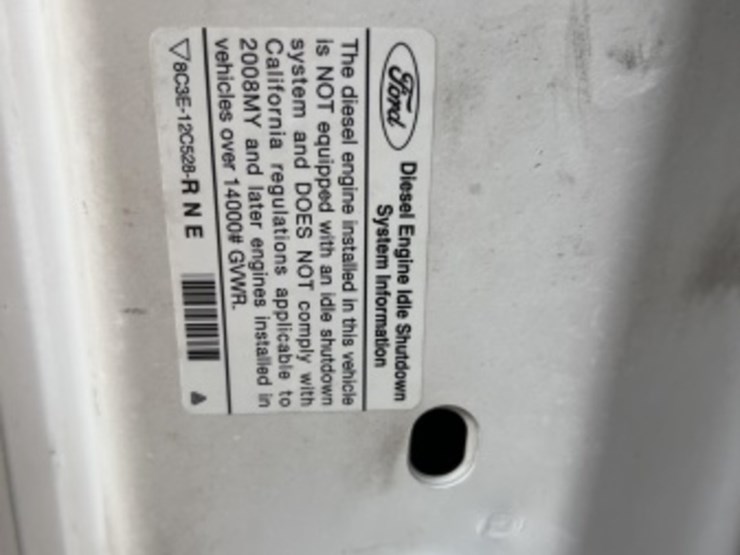 Ford
Diesel Engine Idle Shutdown
System Information
The diesel engine installed in this vehicle
is NOT equipped with an idle shutdown
system and DOES NOT comply with
California regulations applicable to
2008MY and later engines installed in
vehicles over 14000# GVWR.
8C3E-12C528-R N E